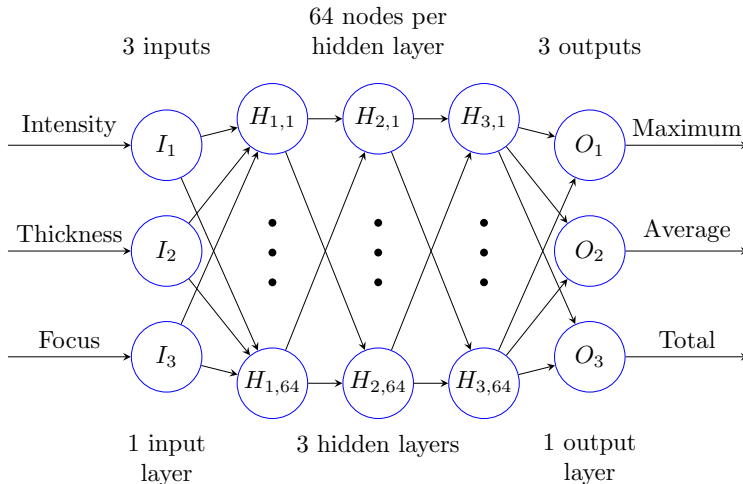 64 nodes per
hidden layer
3 inputs
3 outputs
Intensity
Thickness
Focus
I₁
I₂
I₃
H₁,₁
H₂,₁
H₃,₁
H₁,₆₄
H₂,₆₄
H₃,₆₄
O₁
O₂
O₃
Maximum
Average
Total
1 input
layer
3 hidden layers
1 output
layer